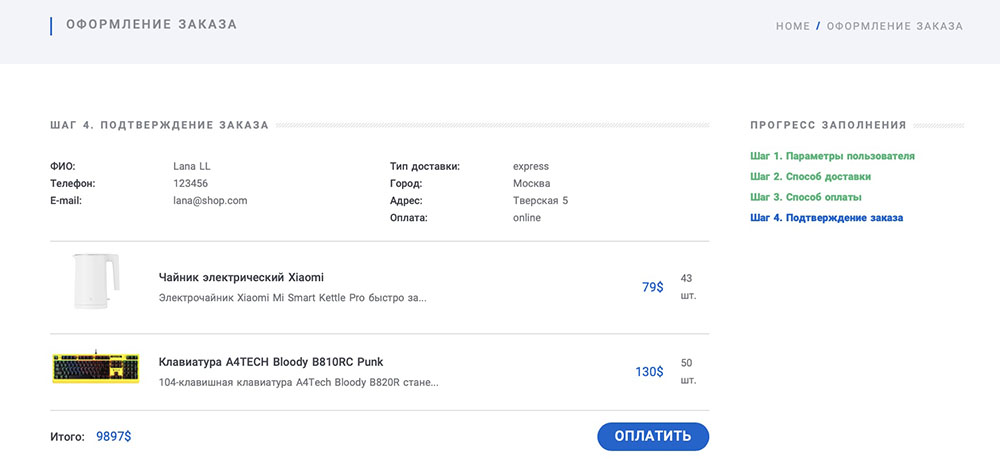 ОФОРМЛЕНИЕ ЗАКАЗА
HOME / ОФОРМЛЕНИЕ ЗАКАЗА
ШАГ 4. ПОДТВЕРЖДЕНИЕ ЗАКАЗА
ФИО: Lana LL
Телефон: 123456
E-mail: lana@shop.com
Тип доставки: express
Город: Москва
Адрес: Тверская 5
Оплата: online
Чайник электрический Xiaomi
Электрочайник Xiaomi Mi Smart Kettle Pro быстро за...
79$
43
шт.
Клавиатура A4TECH Bloody B810RC Punk
104-клавишная клавиатура A4Tech Bloody B820R стане...
130$
50
шт.
Итого: 9897$
ОПЛАТИТЬ
ПРОГРЕСС ЗАПОЛНЕНИЯ
Шаг 1. Параметры пользователя
Шаг 2. Способ доставки
Шаг 3. Способ оплаты
Шаг 4. Подтверждение заказа